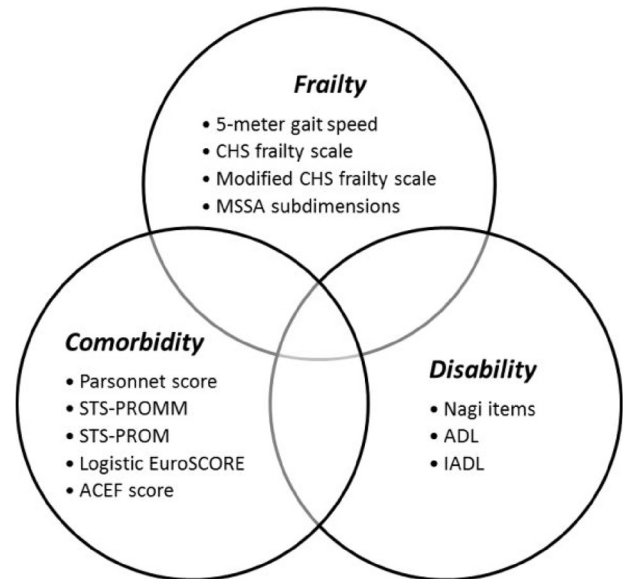 Frailty
• 5-meter gait speed
• CHS frailty scale
• Modified CHS frailty scale
• MSSA subdimensions
Comorbidity
• Parsonnet score
• STS-PROMM
• STS-PROM
• Logistic EuroSCORE
• ACEF score
Disability
• Nagi items
• ADL
• IADL